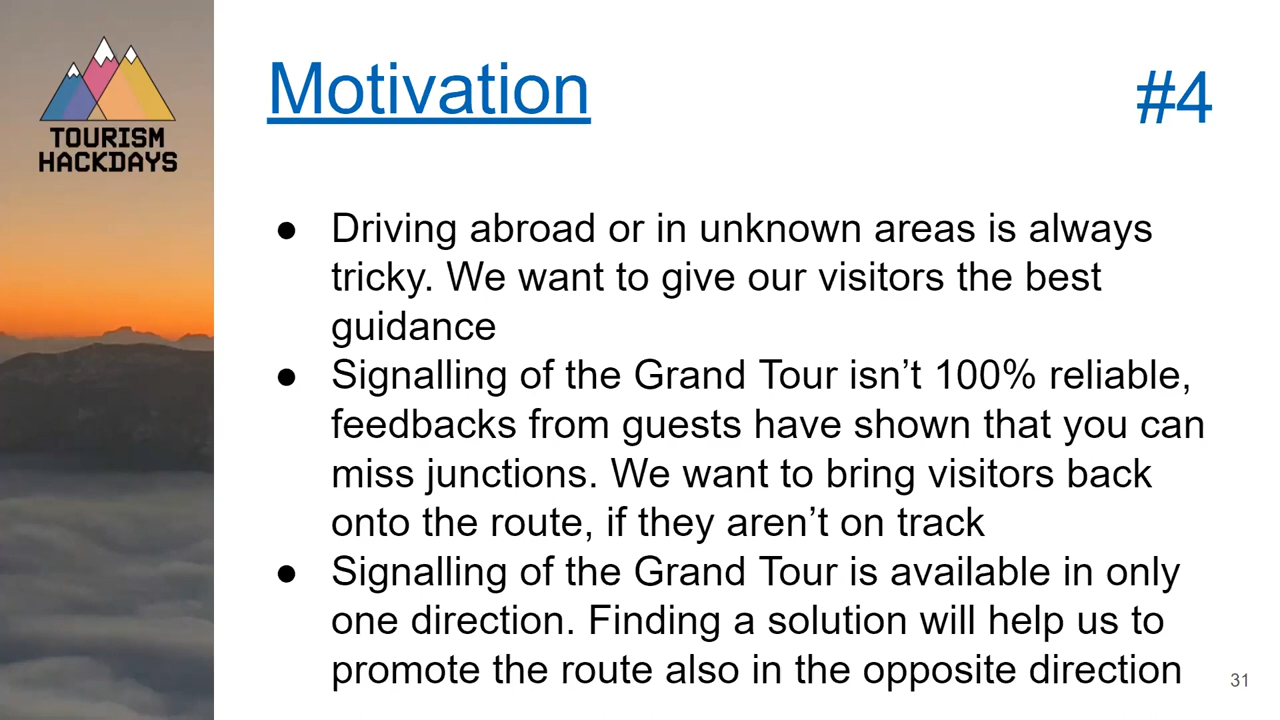 TOURISM
HACKDAYS
Motivation
#4
● Driving abroad or in unknown areas is always
tricky. We want to give our visitors the best
guidance
● Signalling of the Grand Tour isn’t 100% reliable,
feedbacks from guests have shown that you can
miss junctions. We want to bring visitors back
onto the route, if they aren’t on track
● Signalling of the Grand Tour is available in only
one direction. Finding a solution will help us to
promote the route also in the opposite direction
31